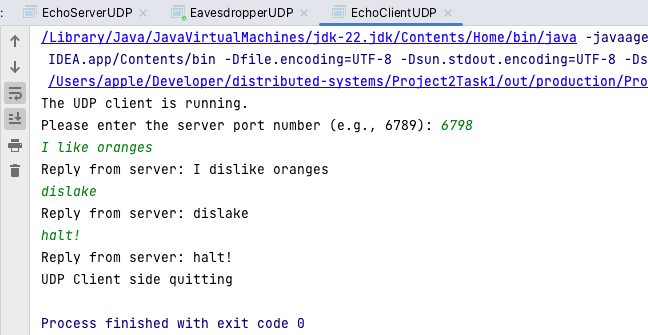 : EchoServerUDP × EavesdropperUDP × EchoClientUDP ×
/Library/Java/JavaVirtualMachines/jdk-22.jdk/Contents/Home/bin/java -javaage
IDEA.app/Contents/bin -Dfile.encoding=UTF-8 -Dsun.stdout.encoding=UTF-8 -Ds
/Users/apple/Developer/distributed-systems/Project2Task1/out/production/Pro
The UDP client is running.
Please enter the server port number (e.g., 6789): 6798
I like oranges
Reply from server: I dislike oranges
dislake
Reply from server: dislake
halt!
Reply from server: halt!
UDP Client side quitting
Process finished with exit code 0